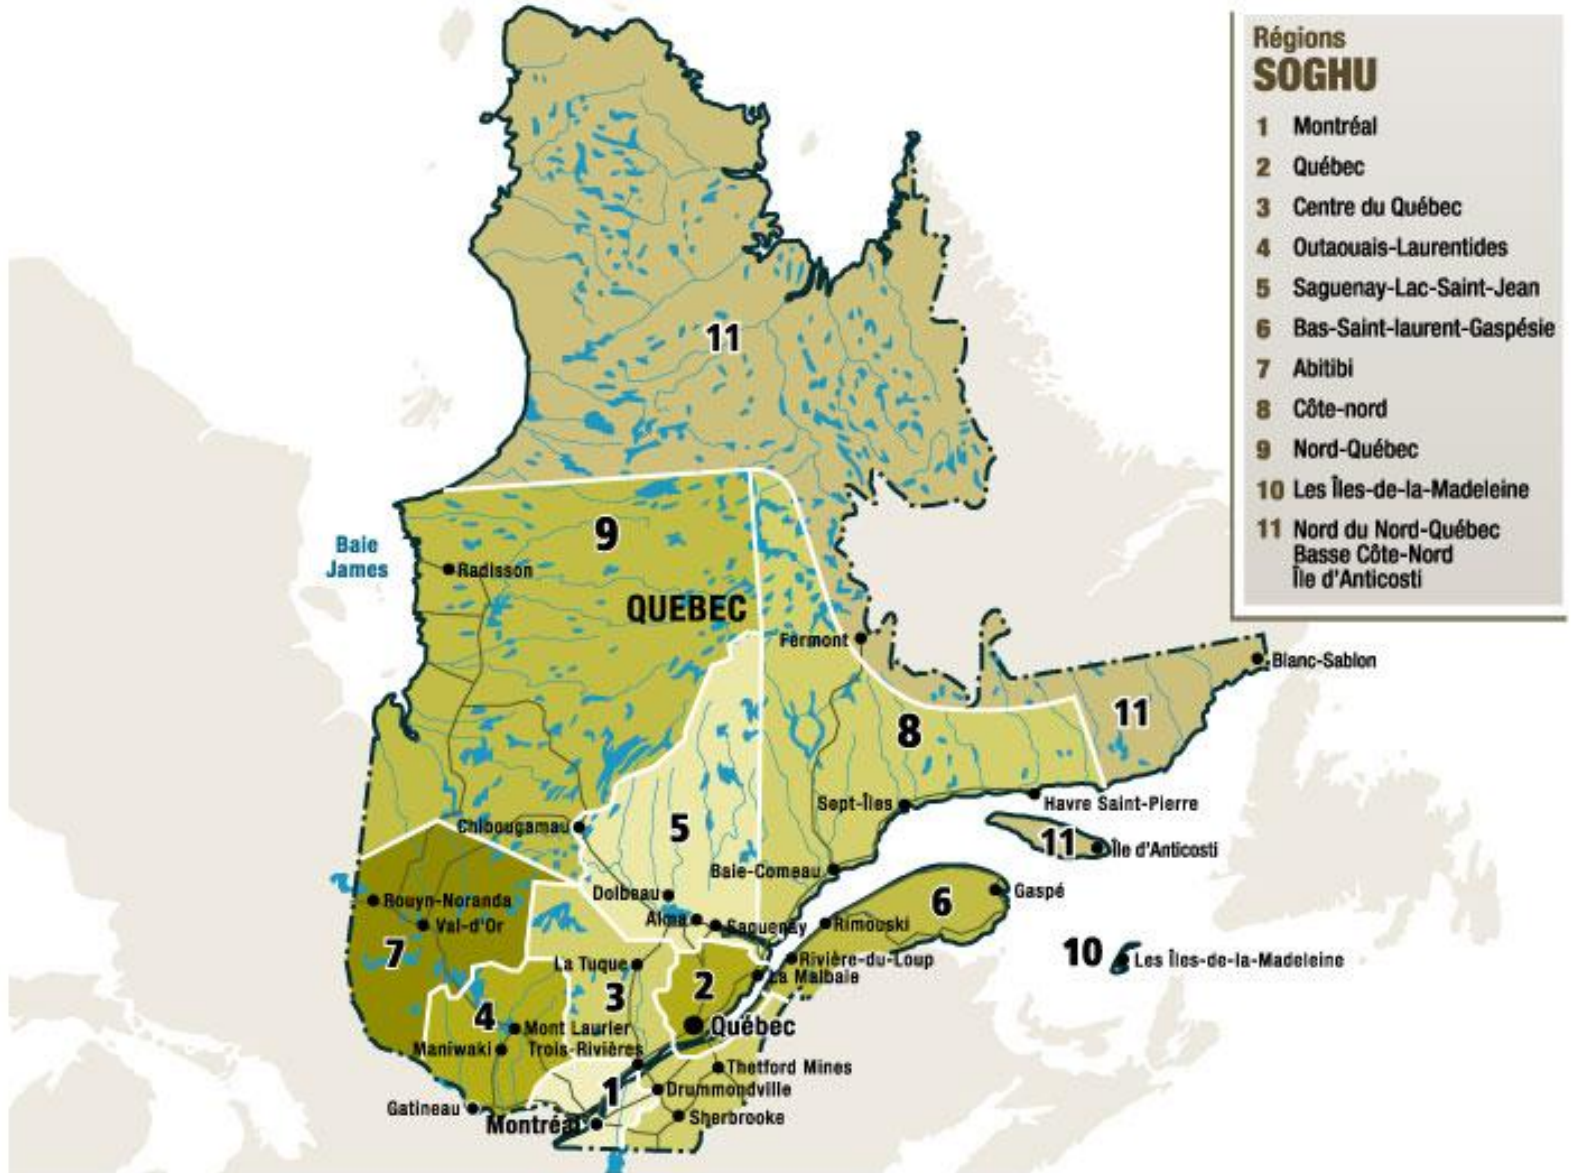 Régions
SOGHU
1 Montréal
2 Québec
3 Centre du Québec
4 Outaouais-Laurentides
5 Saguenay-Lac-Saint-Jean
6 Bas-Saint-laurent-Gaspésie
7 Abitibi
8 Côte-nord
9 Nord-Québec
10 Les Îles-de-la-Madeleine
11 Nord du Nord-Québec
Basse Côte-Nord
Île d'Anticosti
11
9
Baie
James
Radisson
QUEBEC
Fermont
Blanc-Sablon
11
8
Sept-Îles
Havre Saint-Pierre
Chibougamau
5
11
Île d'Anticosti
Baie-Comeau
Dolbeau
Gaspé
6
Rouyn-Noranda
Alma
Saguenay
Rimouski
Val-d'Or
7
10
Les Îles-de-la-Madeleine
La Tuque
Rivière-du-Loup
La Malbaie
2
3
4
Mont Laurier
Québec
Maniwaki
Trois-Rivières
Thetford Mines
1
Drummondville
Gatineau
Sherbrooke
Montréal